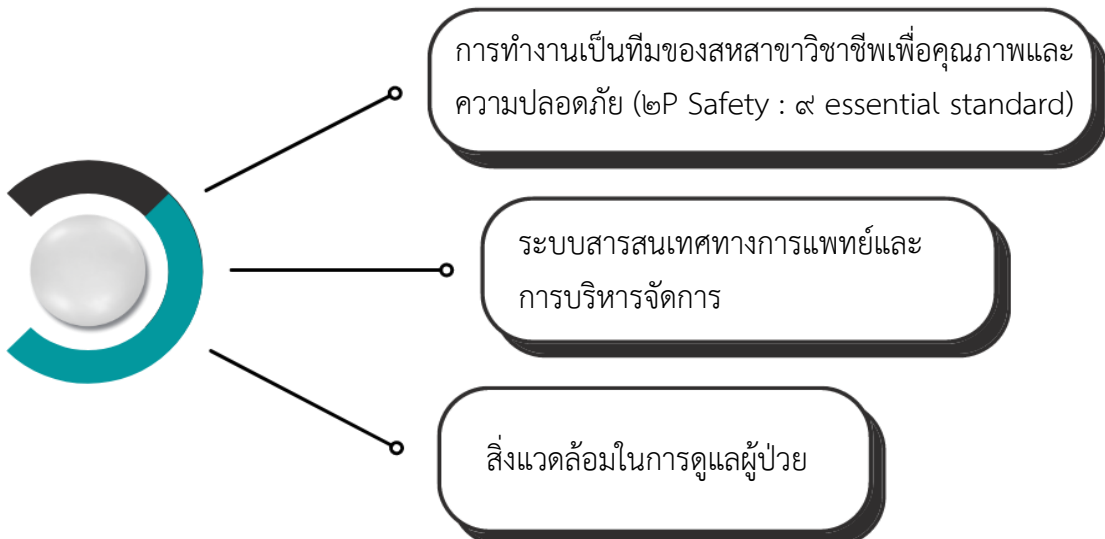 การทำงานเป็นทีมของสหสาขาวิชาชีพเพื่อคุณภาพและ
ความปลอดภัย (๒P Safety : ๙ essential standard)
ระบบสารสนเทศทางการแพทย์และ
การบริหารจัดการ
สิ่งแวดล้อมในการดูแลผู้ป่วย